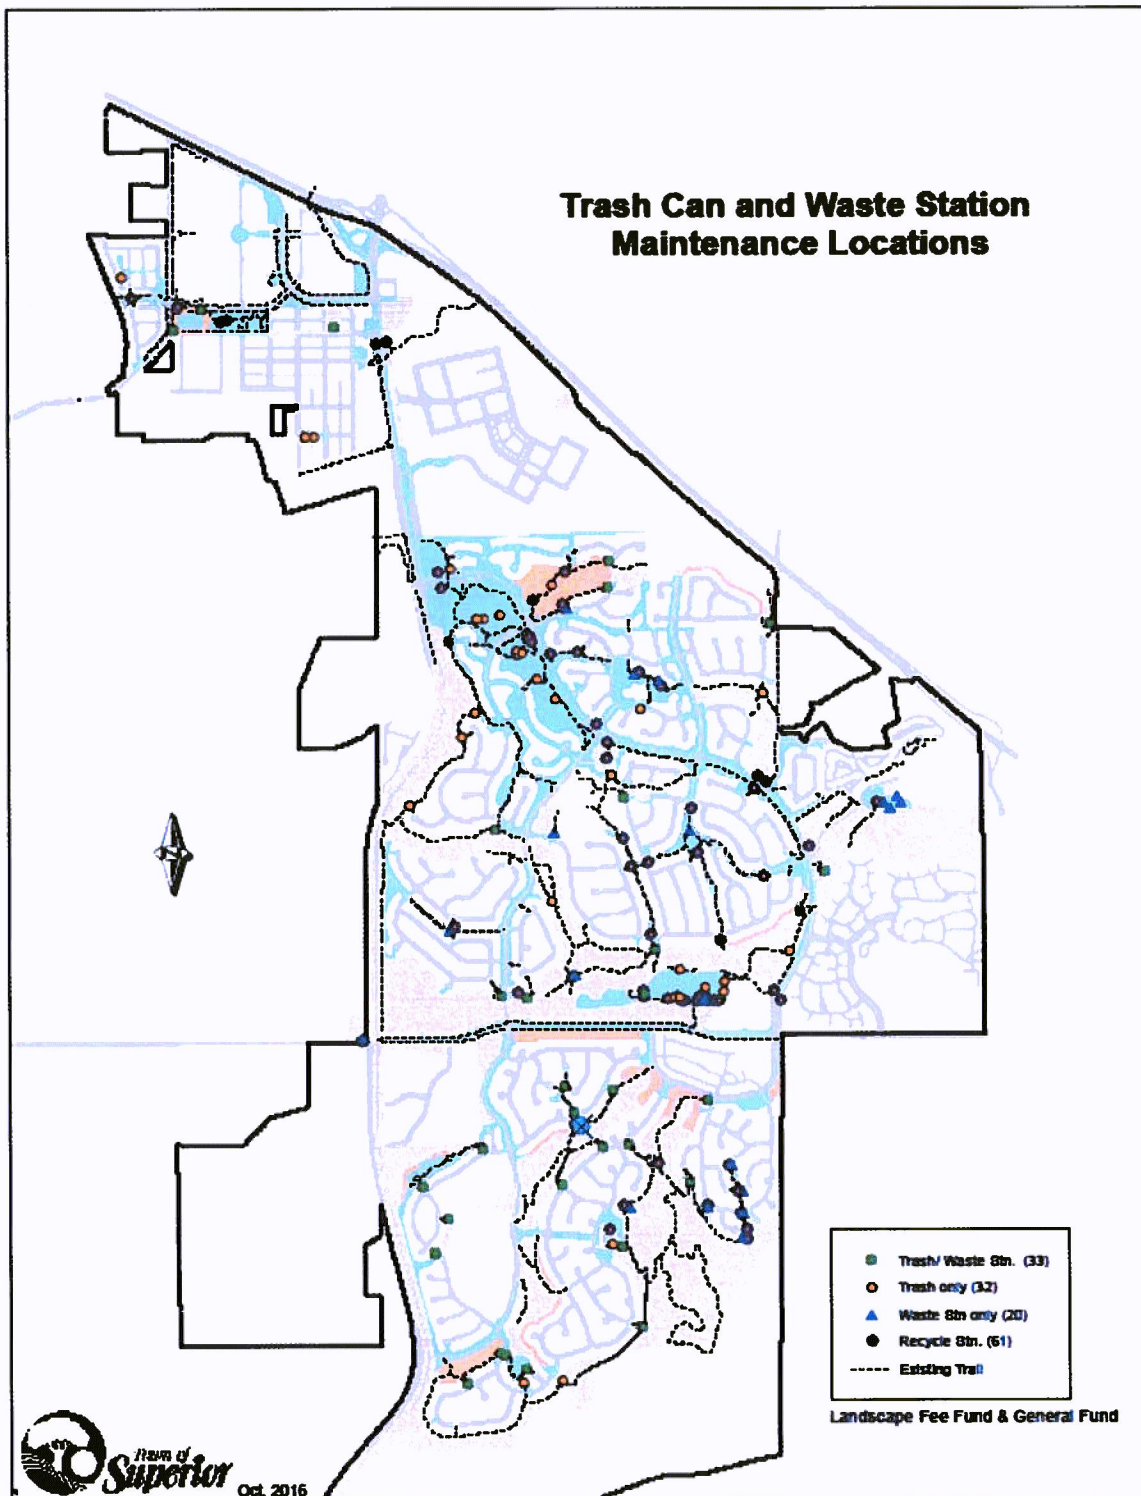 Trash Can and Waste Station
Maintenance Locations
Trash/ Waste Stn. (33)
Trash only (32)
Waste Stn only (20)
Recycle Stn. (61)
Existing Trail
Landscape Fee Fund & General Fund
Town of
Superior
Oct. 2016